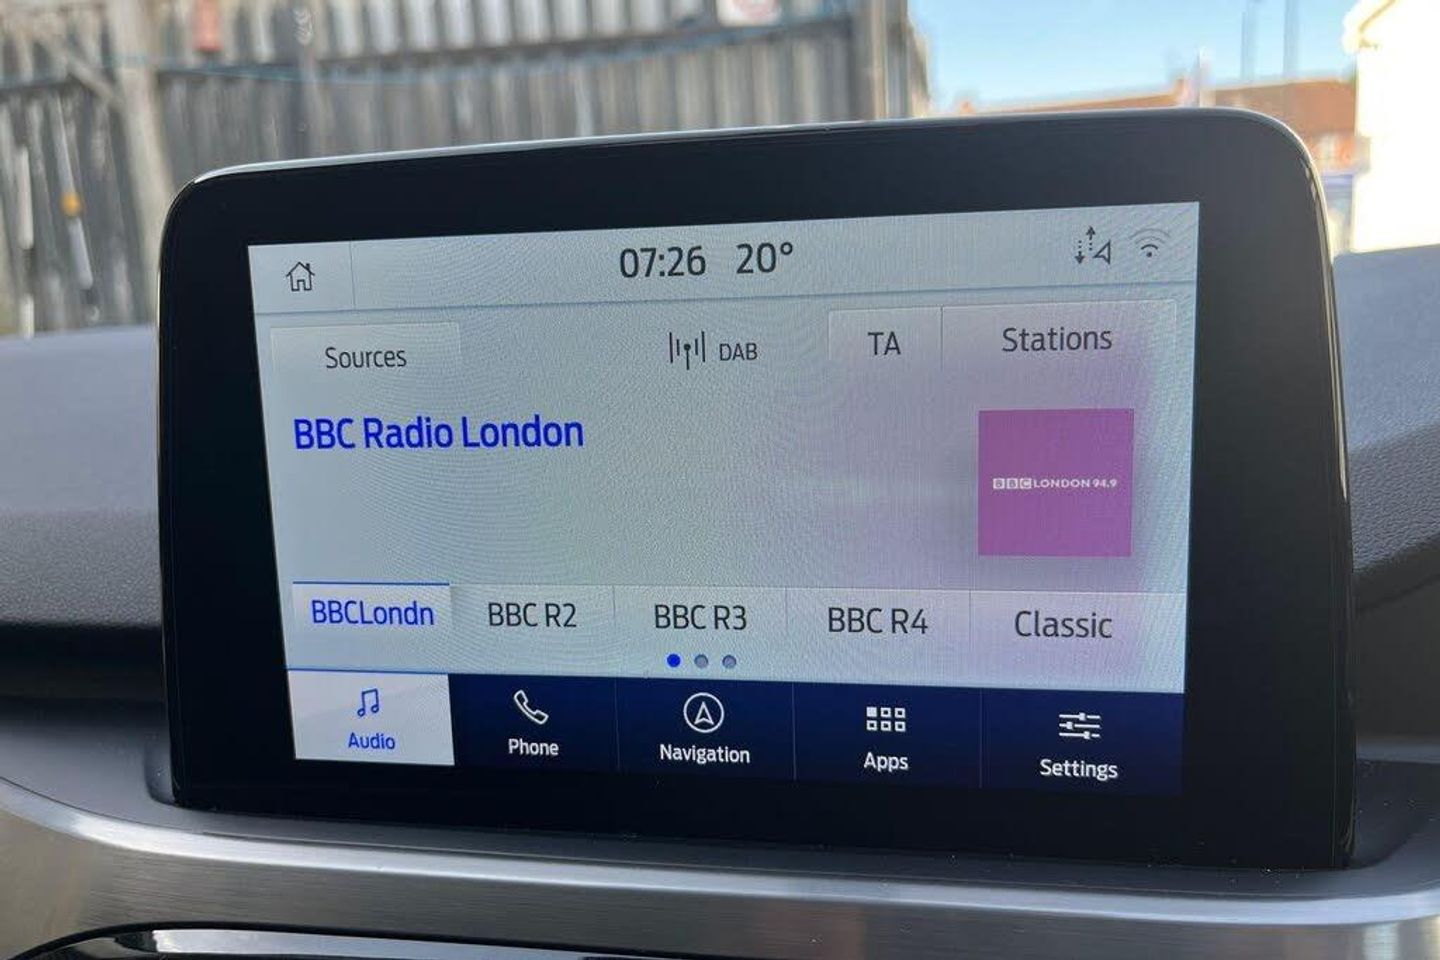 07:26 20°
Sources DAB TA Stations
BBC Radio London
BBC LONDON 94.9
BBCLondn BBC R2 BBC R3 BBC R4 Classic
Audio Phone Navigation Apps Settings